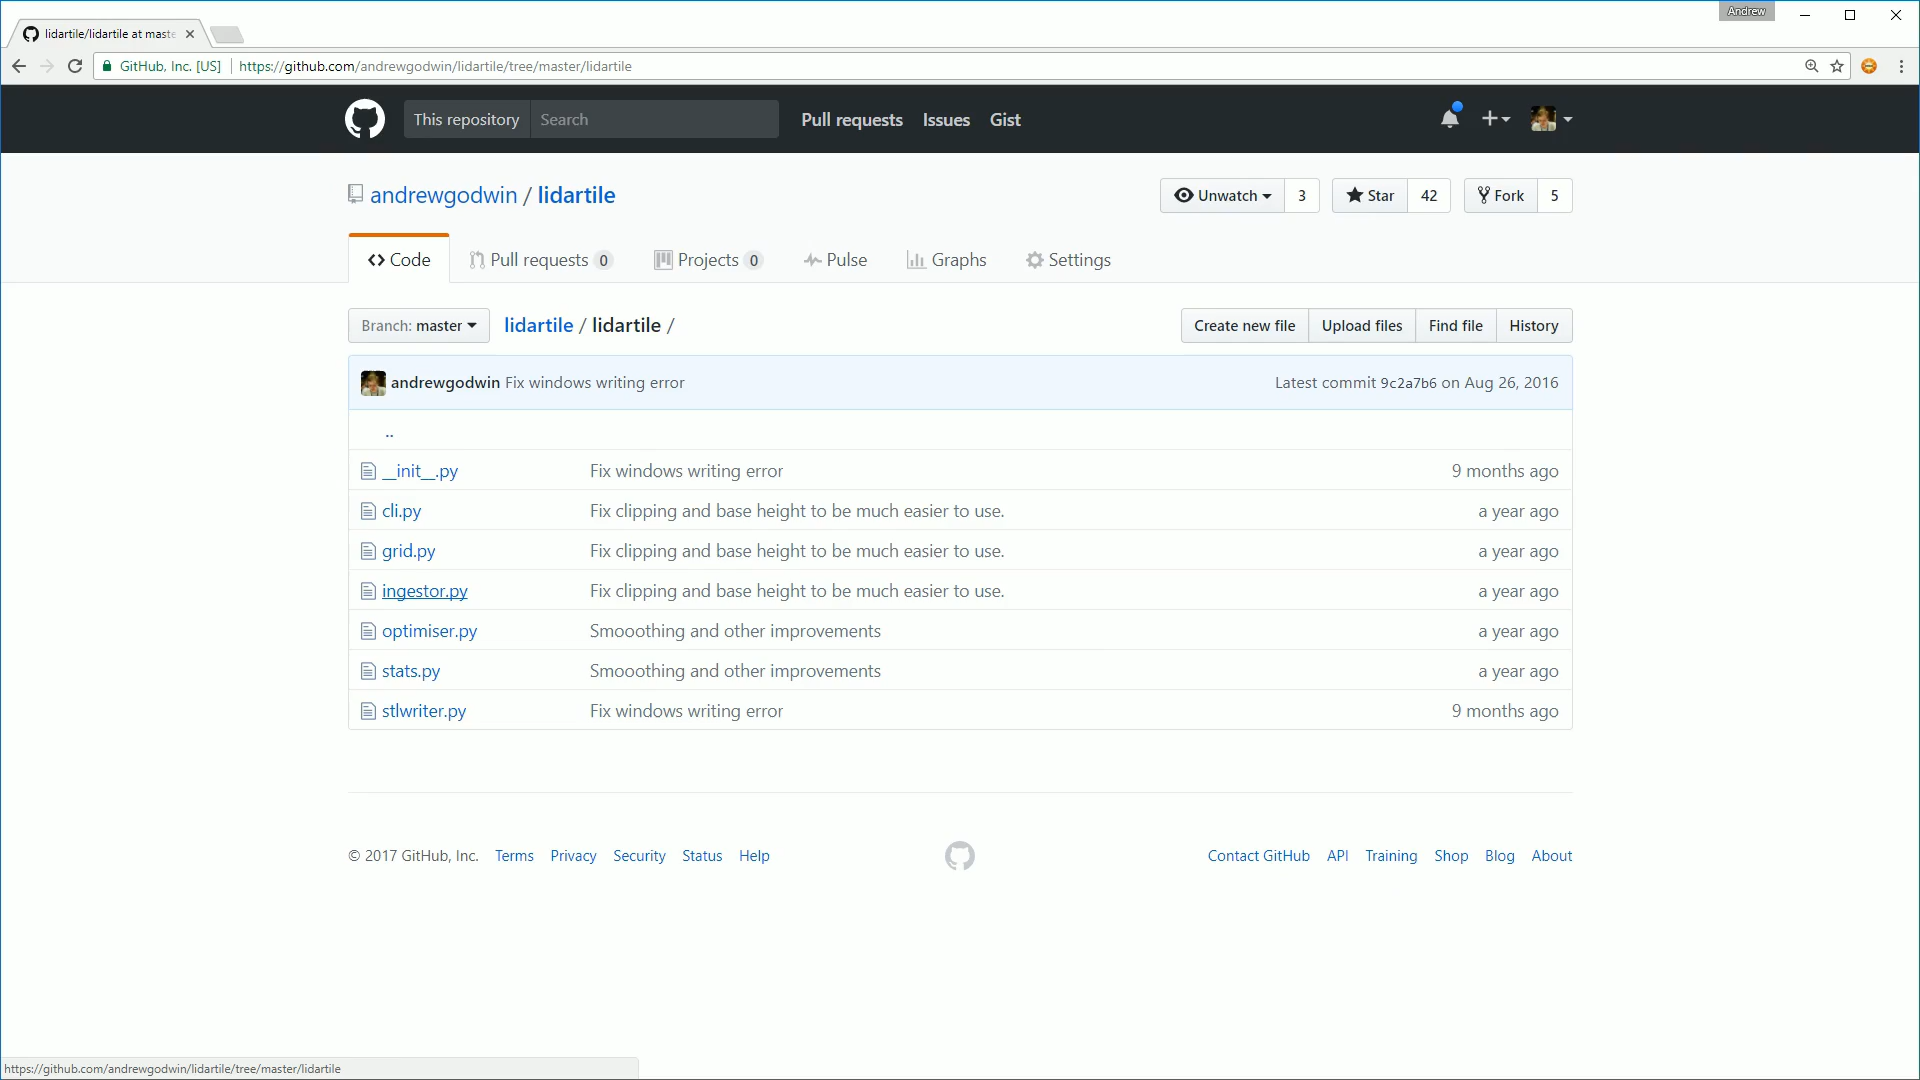 Andrew
lidartile/lidartile at maste
GitHub, Inc. [US] https://github.com/andrewgodwin/lidartile/tree/master/lidartile
This repository Search Pull requests Issues Gist
andrewgodwin / lidartile Unwatch 3 Star 42 Fork 5
Code Pull requests 0 Projects 0 Pulse Graphs Settings
Branch: master lidartile / lidartile / Create new file Upload files Find file History
andrewgodwin Fix windows writing error Latest commit 9c2a7b6 on Aug 26, 2016
..
__init__.py Fix windows writing error 9 months ago
cli.py Fix clipping and base height to be much easier to use. a year ago
grid.py Fix clipping and base height to be much easier to use. a year ago
ingestor.py Fix clipping and base height to be much easier to use. a year ago
optimiser.py Smooothing and other improvements a year ago
stats.py Smooothing and other improvements a year ago
stlwriter.py Fix windows writing error 9 months ago
© 2017 GitHub, Inc. Terms Privacy Security Status Help Contact GitHub API Training Shop Blog About
https://github.com/andrewgodwin/lidartile/tree/master/lidartile